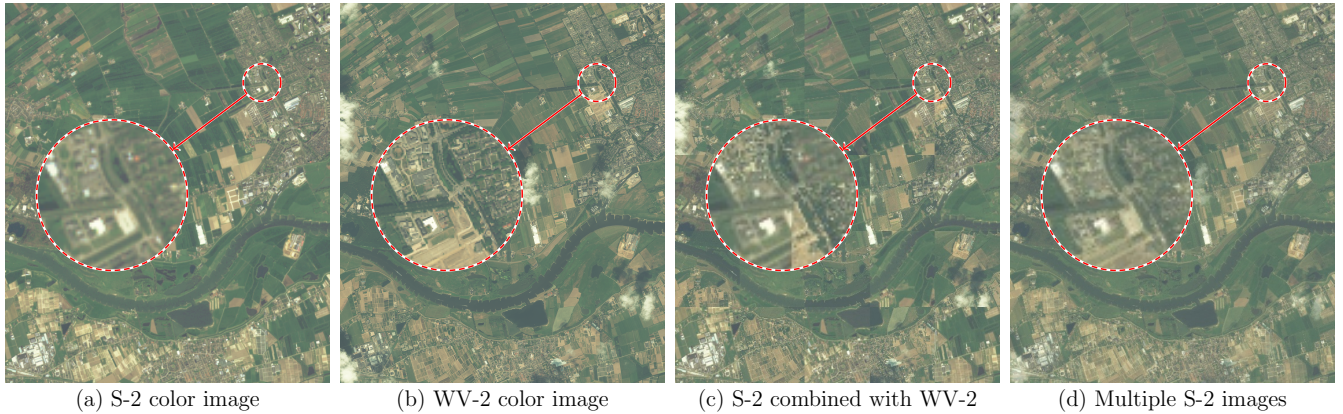 (a) S-2 color image
(b) WV-2 color image
(c) S-2 combined with WV-2
(d) Multiple S-2 images